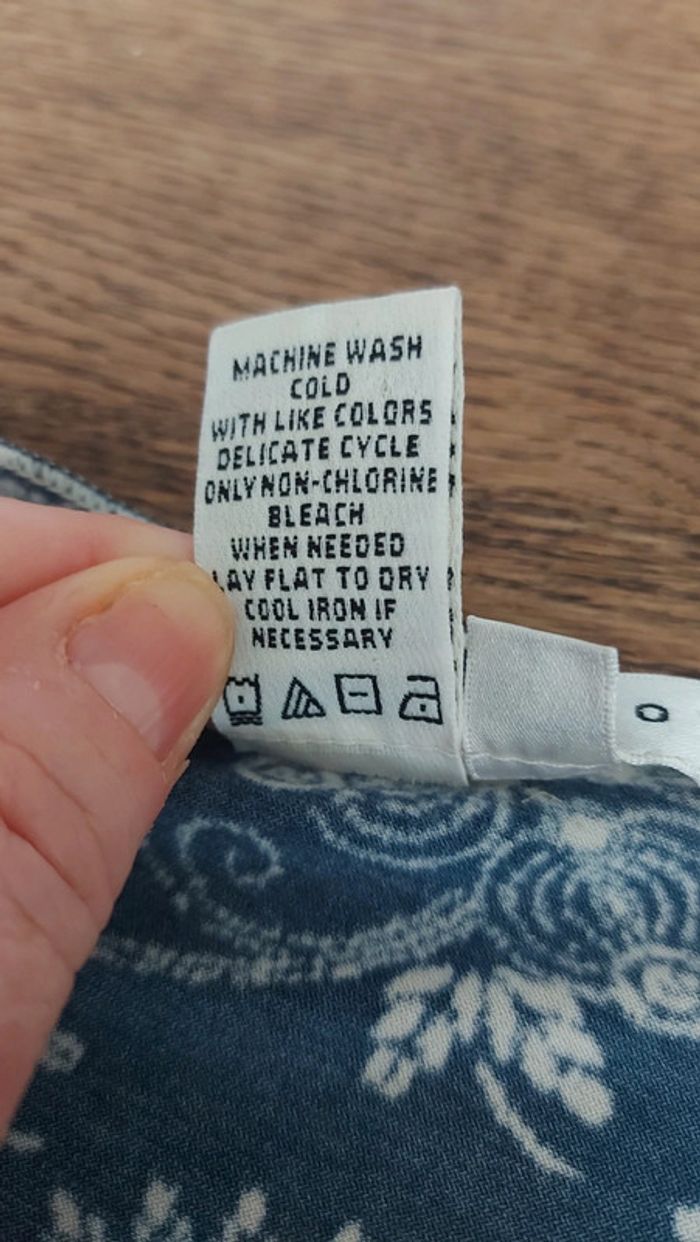 MACHINE WASH
COLD
WITH LIKE COLORS
DELICATE CYCLE
ONLY NON-CHLORINE
BLEACH
WHEN NEEDED
LAY FLAT TO DRY
COOL IRON IF
NECESSARY
0